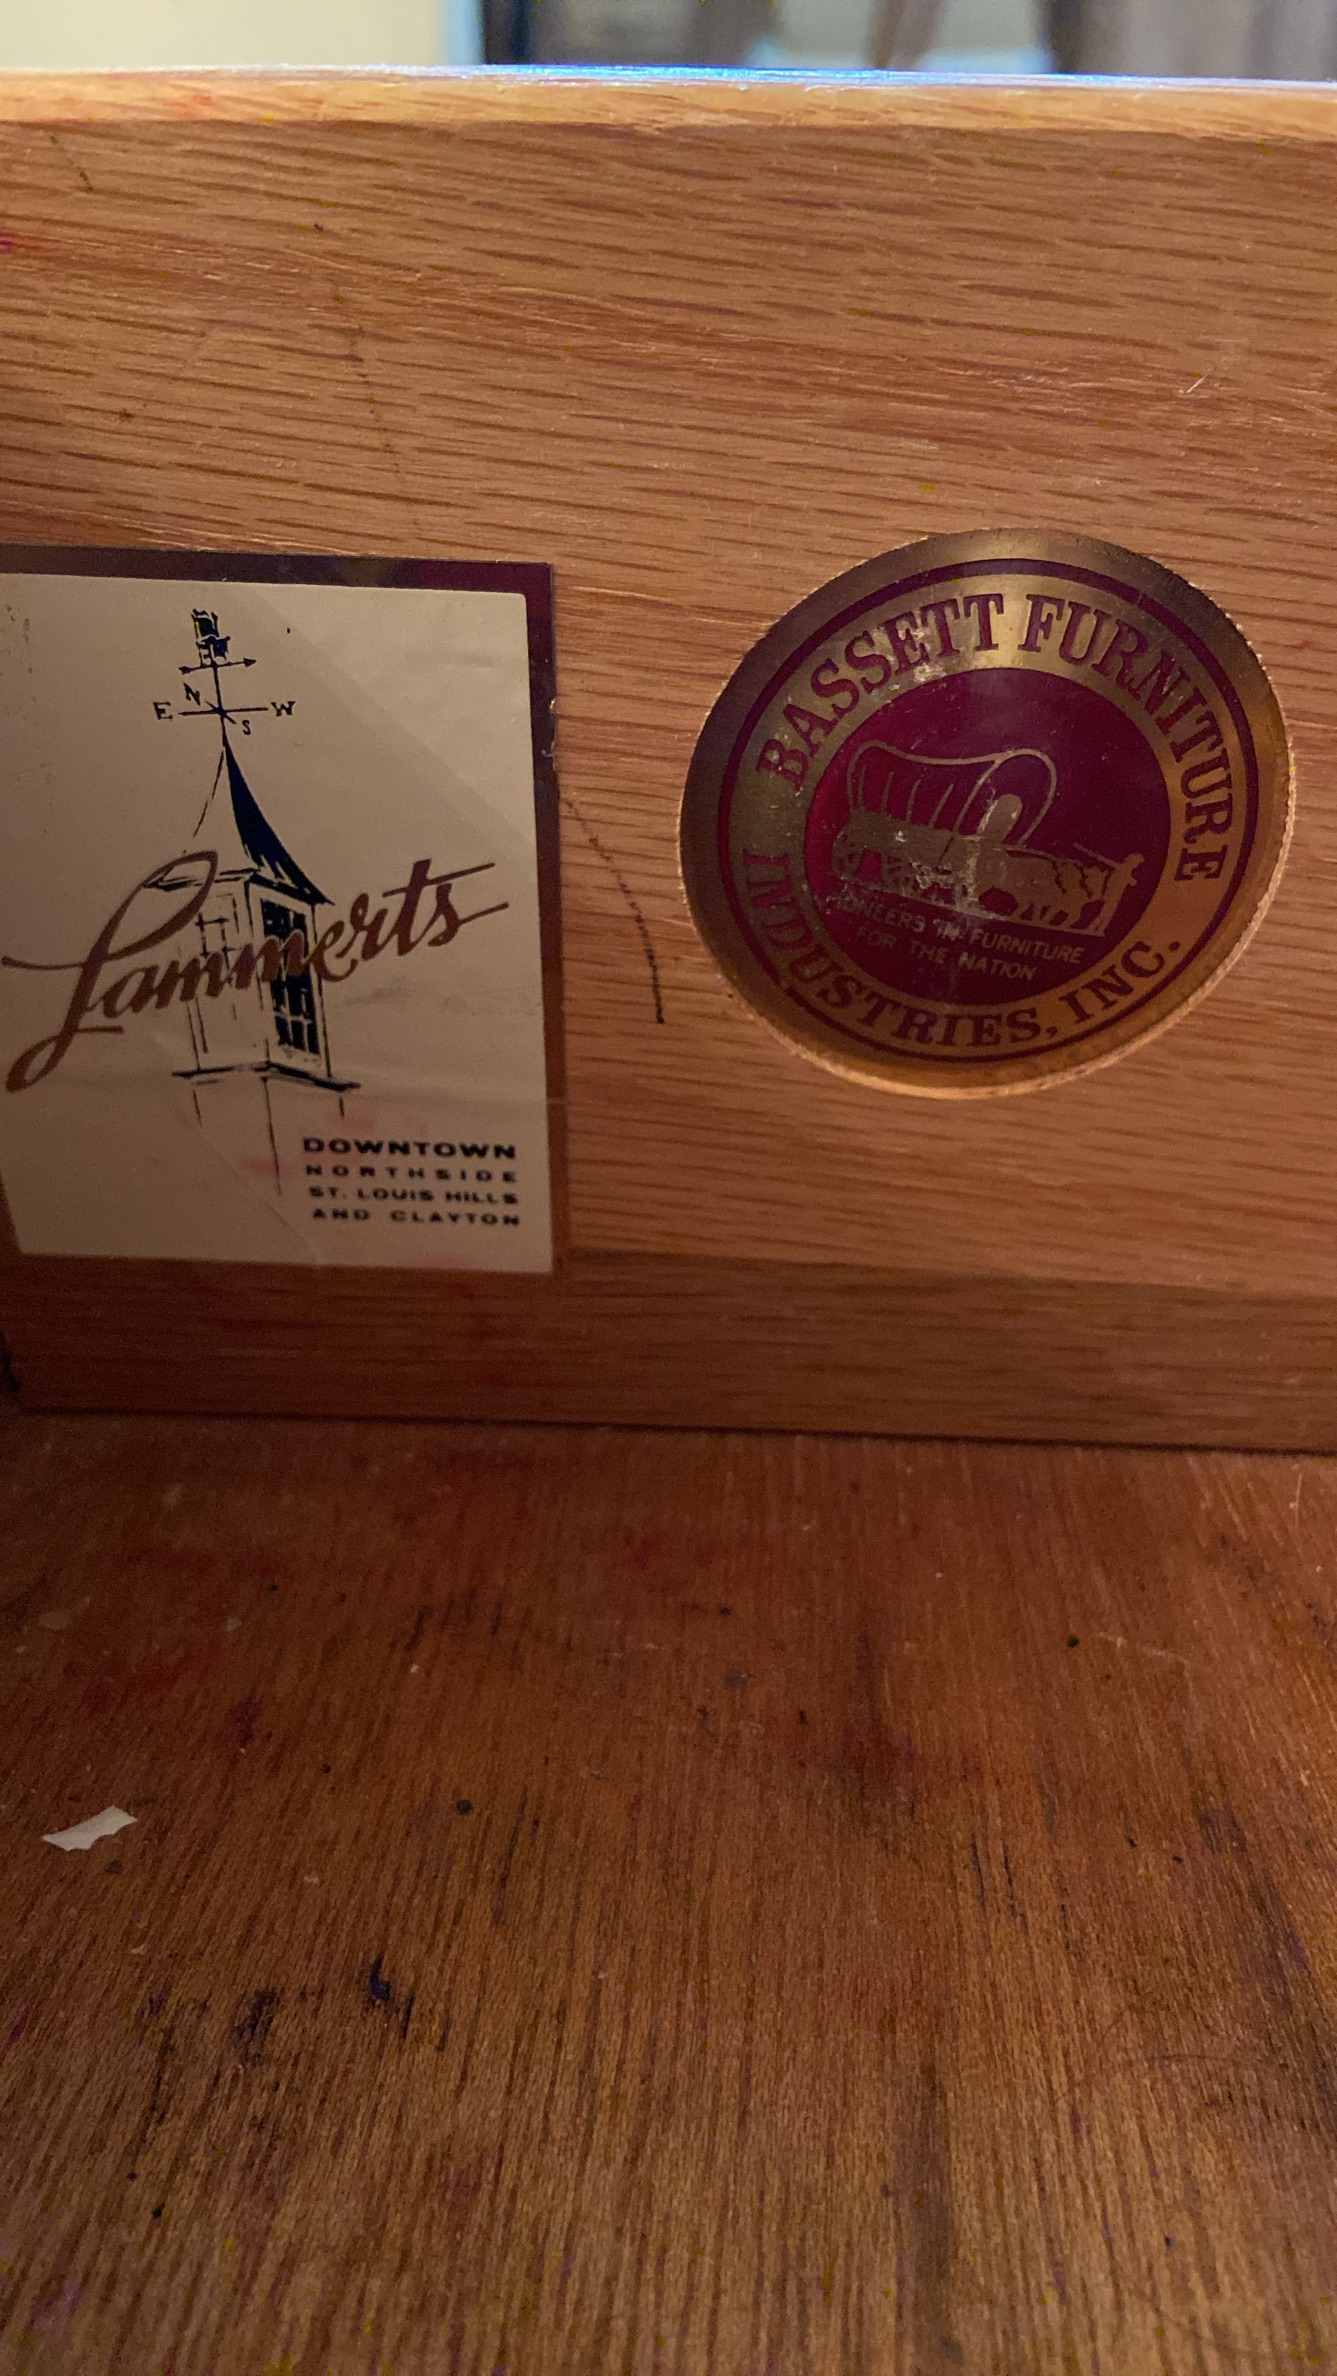 N
E W
S
Lammerts
DOWNTOWN
NORTHSIDE
ST. LOUIS HILLS
AND CLAYTON
BASSETT FURNITURE
INDUSTRIES, INC.
PIONEERS IN FURNITURE
FOR THE NATION